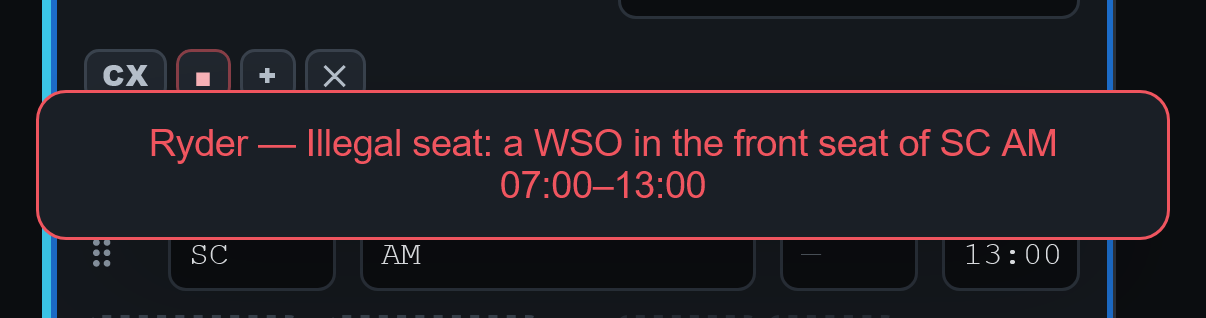 CX
+
Ryder — Illegal seat: a WSO in the front seat of SC AM
07:00–13:00
SC AM — 13:00